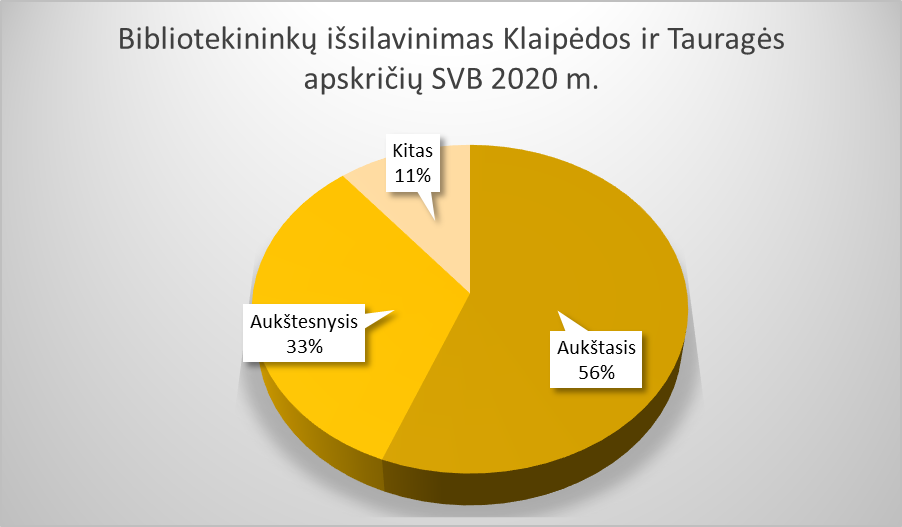 Bibliotekininkų išsilavinimas Klaipėdos ir Tauragės
apskričių SVB 2020 m.
Kitas
11%
Aukštesnysis
33%
Aukštasis
56%